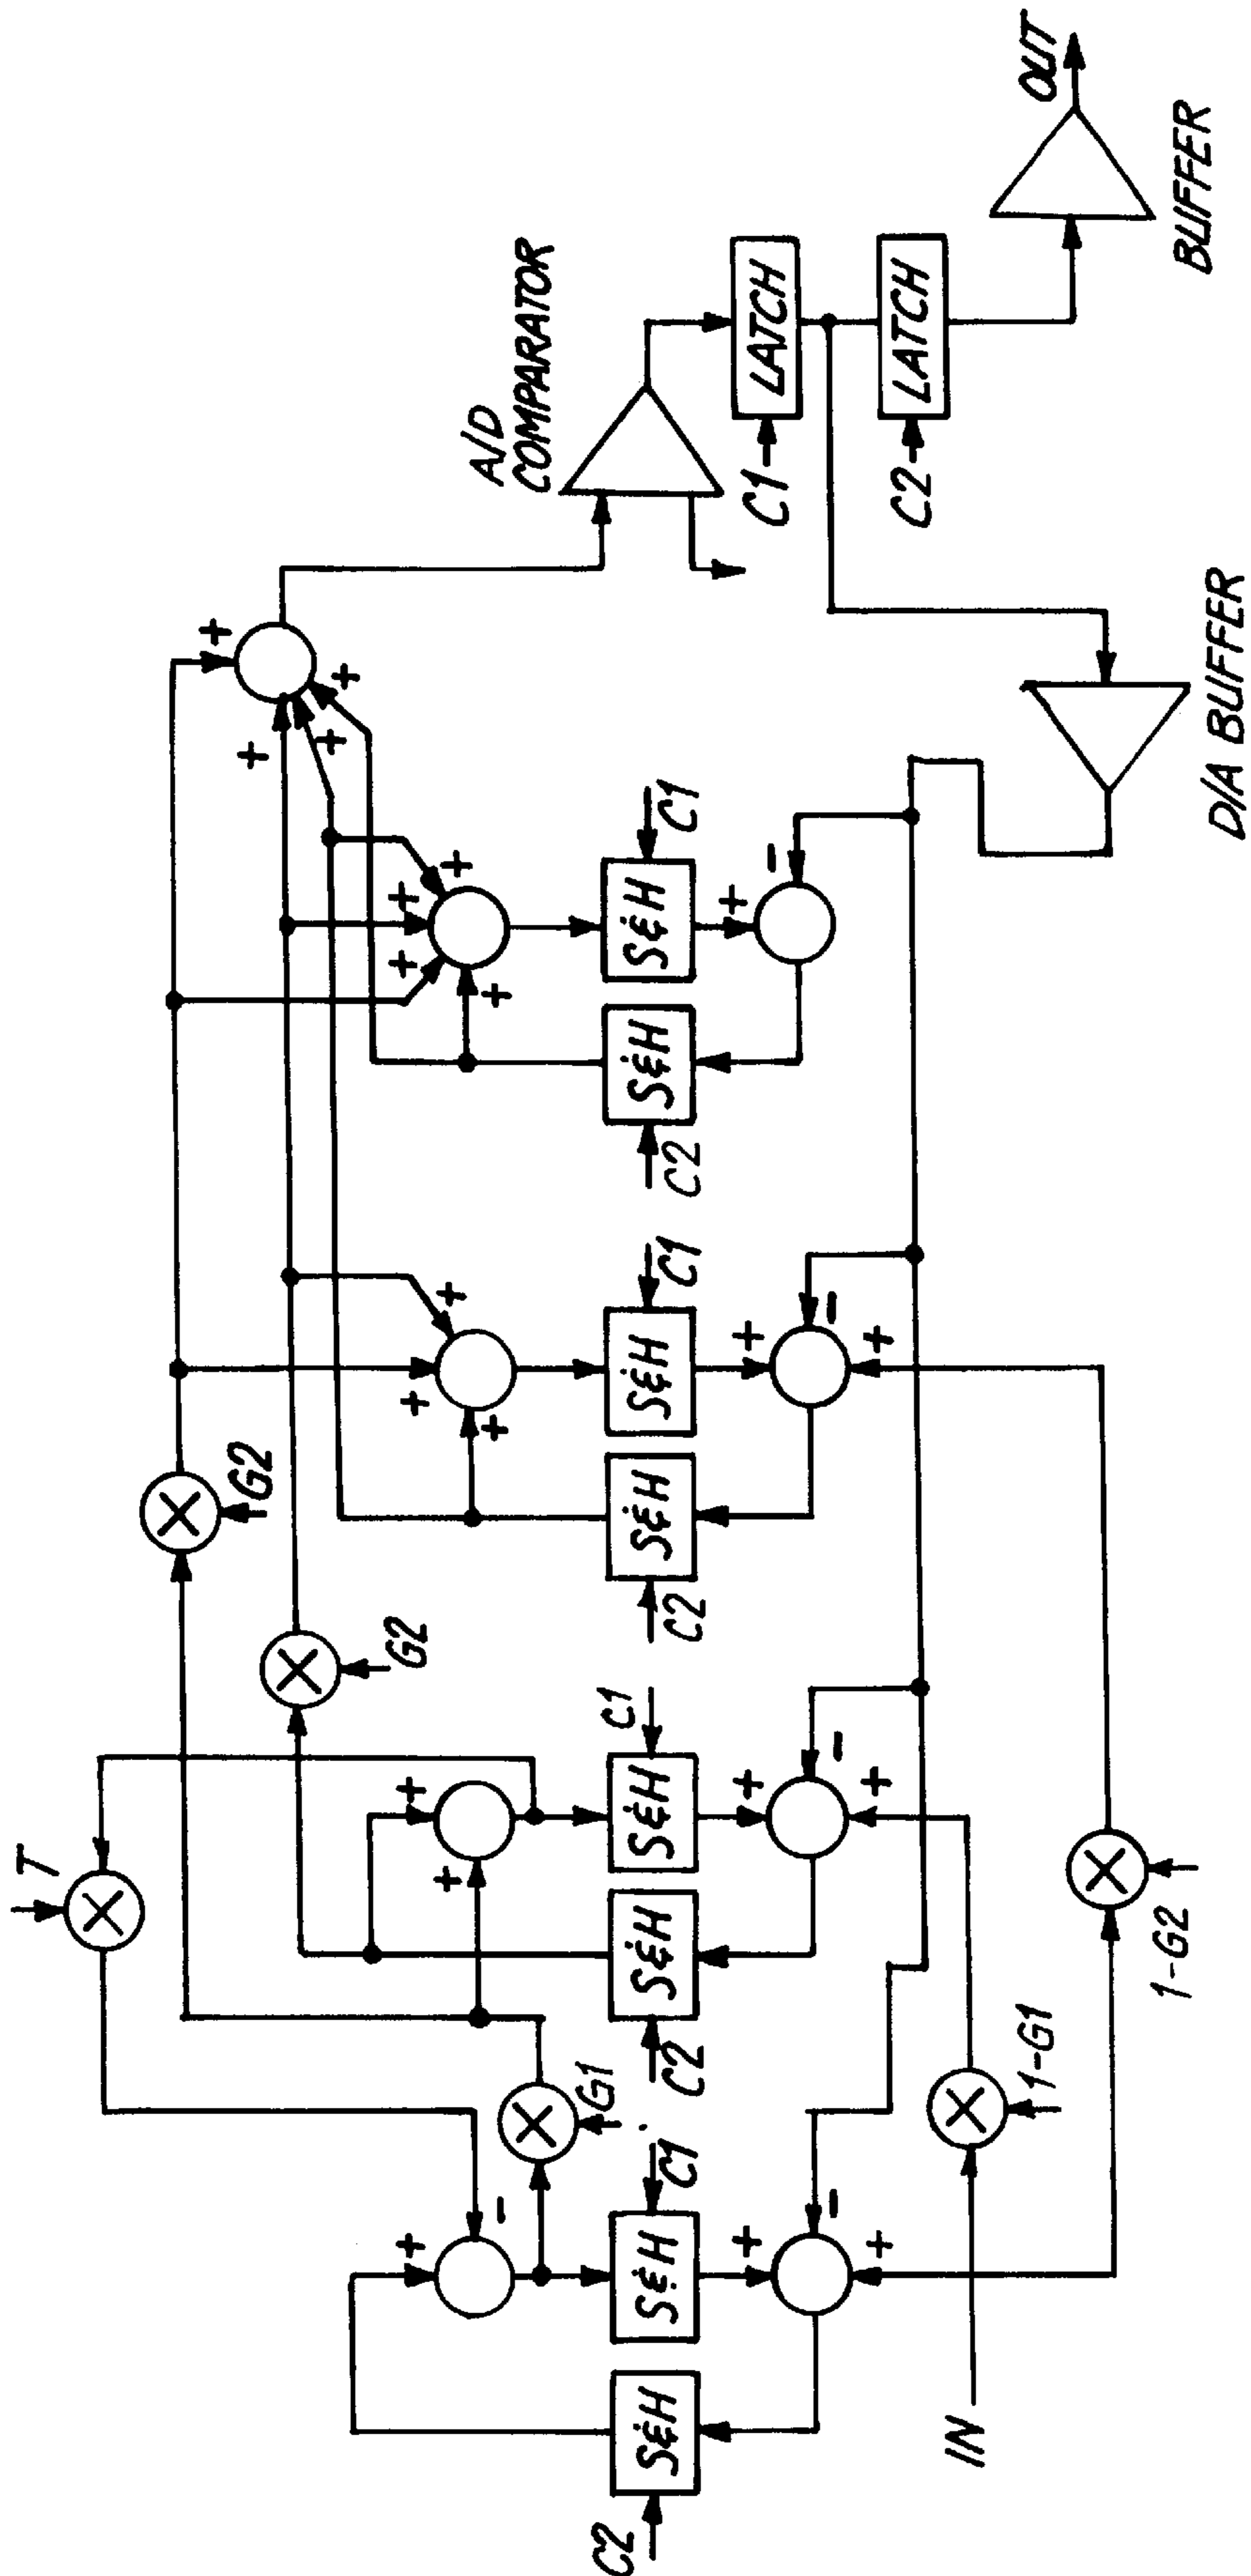 T
G2
G2
A/D
COMPARATOR
G1
C2
S&H
S&H
C1
C2
S&H
S&H
C1
C2
S&H
S&H
C1
C2
S&H
S&H
C1
C1
LATCH
C2
LATCH
IN
1-G1
OUT
1-G2
BUFFER
D/A BUFFER